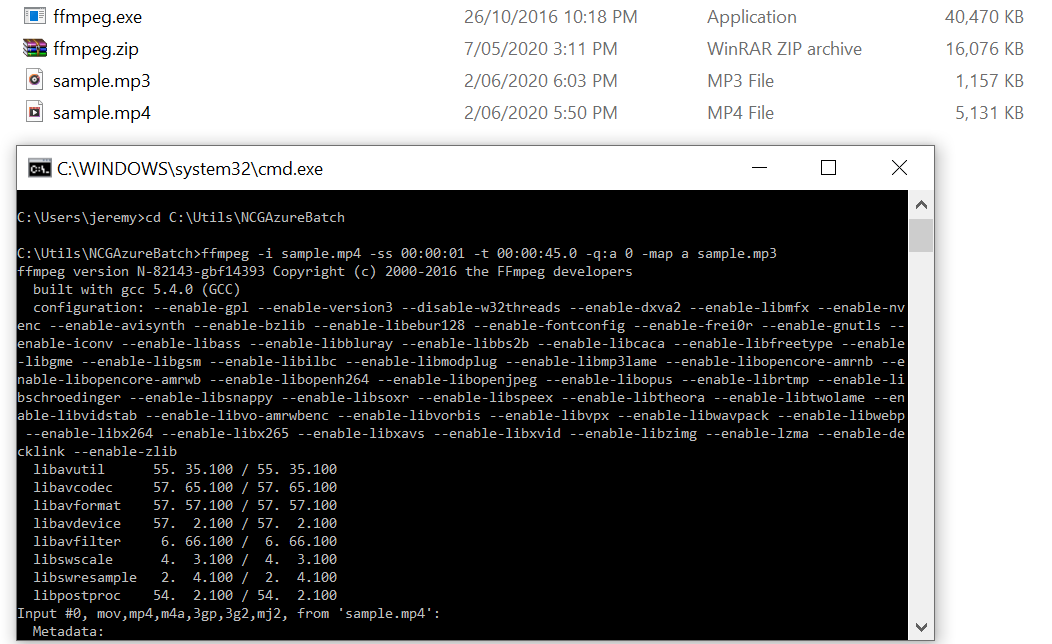 ffmpeg.exe 26/10/2016 10:18 PM Application 40,470 KB
ffmpeg.zip 7/05/2020 3:11 PM WinRAR ZIP archive 16,076 KB
sample.mp3 2/06/2020 6:03 PM MP3 File 1,157 KB
sample.mp4 2/06/2020 5:50 PM MP4 File 5,131 KB
C:\WINDOWS\system32\cmd.exe
C:\Users\jeremy>cd C:\Utils\NCGAzureBatch
C:\Utils\NCGAzureBatch>ffmpeg -i sample.mp4 -ss 00:00:01 -t 00:00:45.0 -q:a 0 -map a sample.mp3
ffmpeg version N-82143-gbf14393 Copyright (c) 2000-2016 the FFmpeg developers
  built with gcc 5.4.0 (GCC)
  configuration: --enable-gpl --enable-version3 --disable-w32threads --enable-dxva2 --enable-libmfx --enable-nv
enc --enable-avisynth --enable-bzlib --enable-libebur128 --enable-fontconfig --enable-frei0r --enable-gnutls --
enable-iconv --enable-libass --enable-libbluray --enable-libbs2b --enable-libcaca --enable-libfreetype --enable
-libgme --enable-libgsm --enable-libilbc --enable-libmodplug --enable-libmp3lame --enable-libopencore-amrnb --e
nable-libopencore-amrwb --enable-libopenh264 --enable-libopenjpeg --enable-libopus --enable-librtmp --enable-li
bschroedinger --enable-libsnappy --enable-libsoxr --enable-libspeex --enable-libtheora --enable-libtwolame --en
able-libvidstab --enable-libvo-amrwbenc --enable-libvorbis --enable-libvpx --enable-libwavpack --enable-libwebp
 --enable-libx264 --enable-libx265 --enable-libxavs --enable-libxvid --enable-libzimg --enable-lzma --enable-de
cklink --enable-zlib
  libavutil      55. 35.100 / 55. 35.100
  libavcodec     57. 65.100 / 57. 65.100
  libavformat    57. 57.100 / 57. 57.100
  libavdevice    57.  2.100 / 57.  2.100
  libavfilter     6. 66.100 /  6. 66.100
  libswscale      4.  3.100 /  4.  3.100
  libswresample   2.  4.100 /  2.  4.100
  libpostproc    54.  2.100 / 54.  2.100
Input #0, mov,mp4,m4a,3gp,3g2,mj2, from 'sample.mp4':
  Metadata: